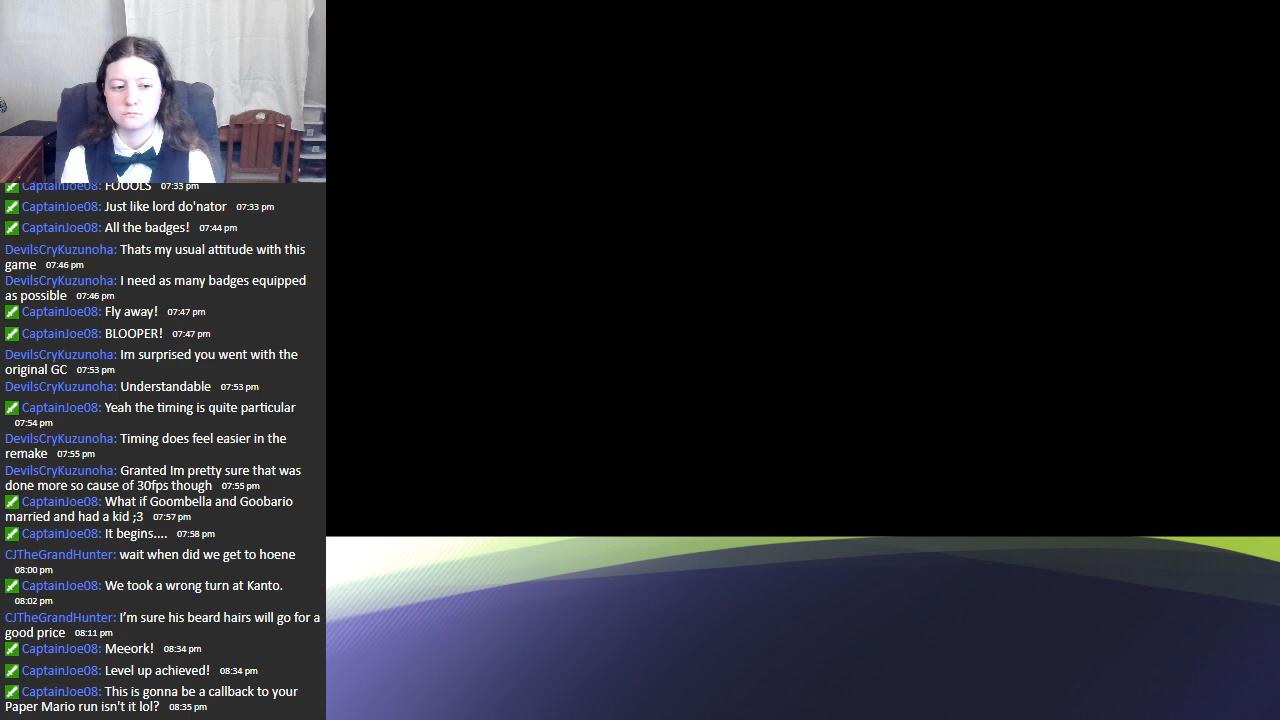 CaptainJoe08: FOOOLS 07:33 pm
CaptainJoe08: Just like lord do'nator 07:33 pm
CaptainJoe08: All the badges! 07:44 pm
DevilsCryKuzunoha: Thats my usual attitude with this
game 07:46 pm
DevilsCryKuzunoha: I need as many badges equipped
as possible 07:46 pm
CaptainJoe08: Fly away! 07:47 pm
CaptainJoe08: BLOOPER! 07:47 pm
DevilsCryKuzunoha: Im surprised you went with the
original GC 07:53 pm
DevilsCryKuzunoha: Understandable 07:53 pm
CaptainJoe08: Yeah the timing is quite particular
07:54 pm
DevilsCryKuzunoha: Timing does feel easier in the
remake 07:55 pm
DevilsCryKuzunoha: Granted Im pretty sure that was
done more so cause of 30fps though 07:55 pm
CaptainJoe08: What if Goombella and Goobario
married and had a kid ;3 07:57 pm
CaptainJoe08: It begins.... 07:58 pm
CJTheGrandHunter: wait when did we get to hoene
08:00 pm
CaptainJoe08: We took a wrong turn at Kanto.
08:02 pm
CJTheGrandHunter: I’m sure his beard hairs will go for a
good price 08:11 pm
CaptainJoe08: Meeork! 08:34 pm
CaptainJoe08: Level up achieved! 08:34 pm
CaptainJoe08: This is gonna be a callback to your
Paper Mario run isn't it lol? 08:35 pm